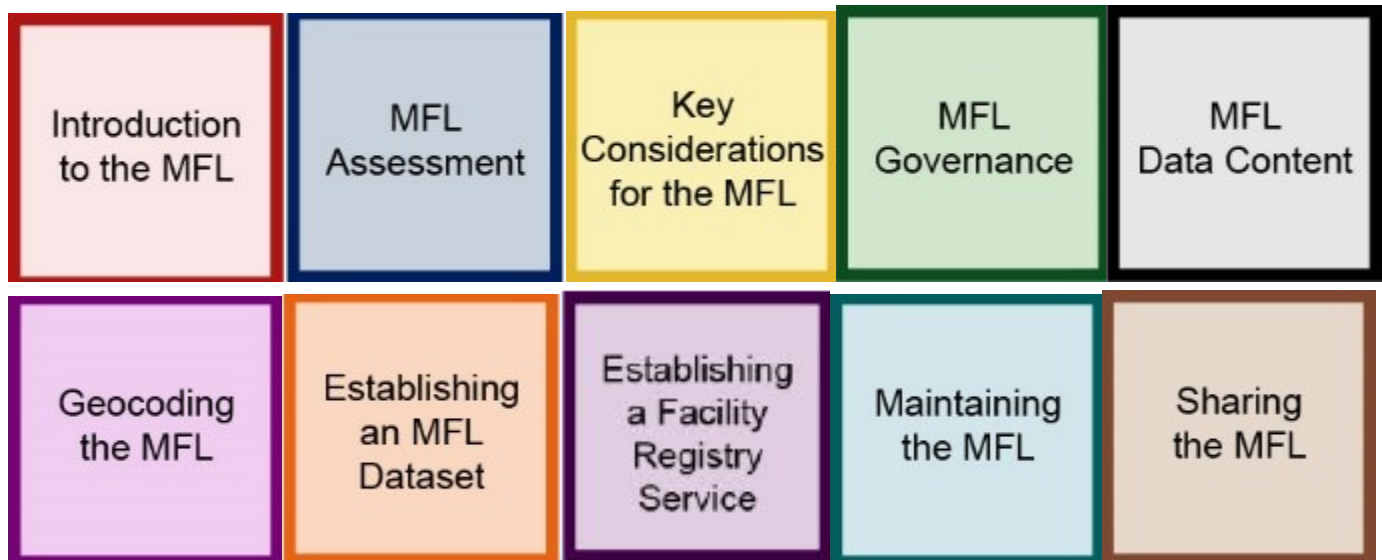 Introduction
to the MFL
MFL
Assessment
Key
Considerations
for the MFL
MFL
Governance
MFL
Data Content
Geocoding
the MFL
Establishing
an MFL
Dataset
Establishing
a Facility
Registry
Service
Maintaining
the MFL
Sharing
the MFL